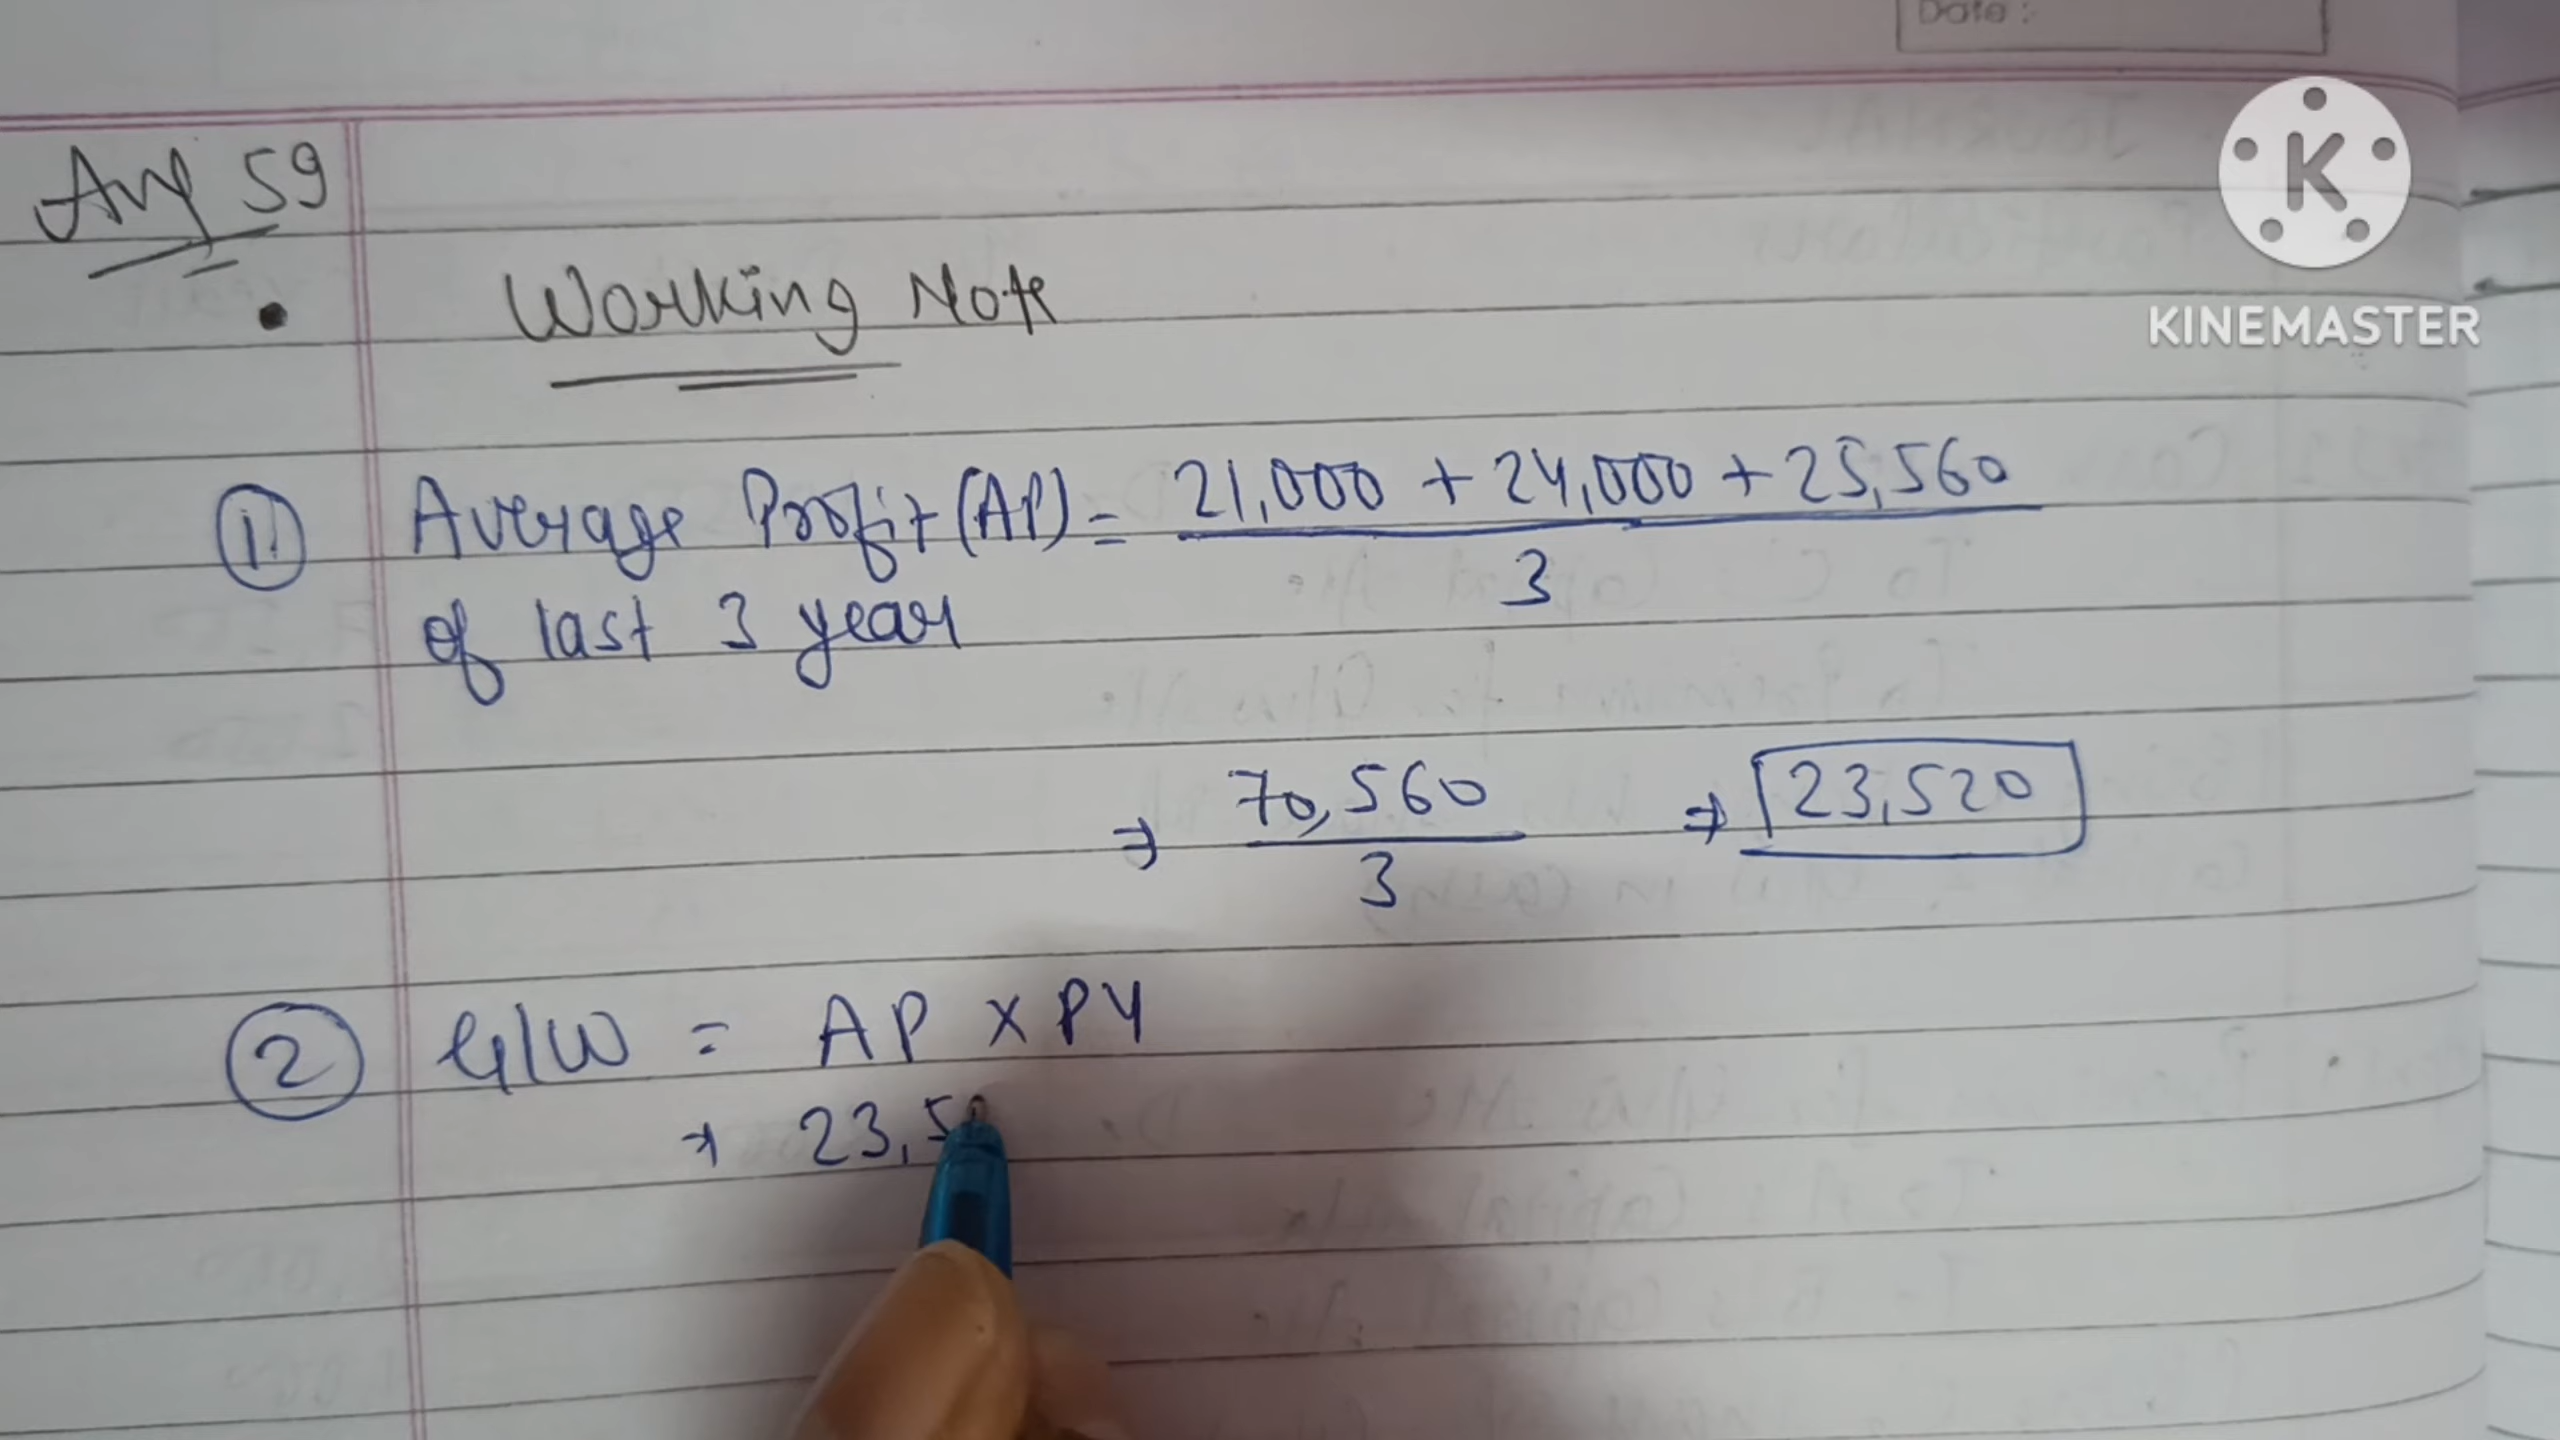 Date :
Ans 59
K
KINEMASTER
Working Note
① Average Profit (AP) = 21,000 + 24,000 + 25,560
3
of last 3 year
⇒ 70,560 ⇒ 23,520
3
② G/W = AP × PY
→ 23,5